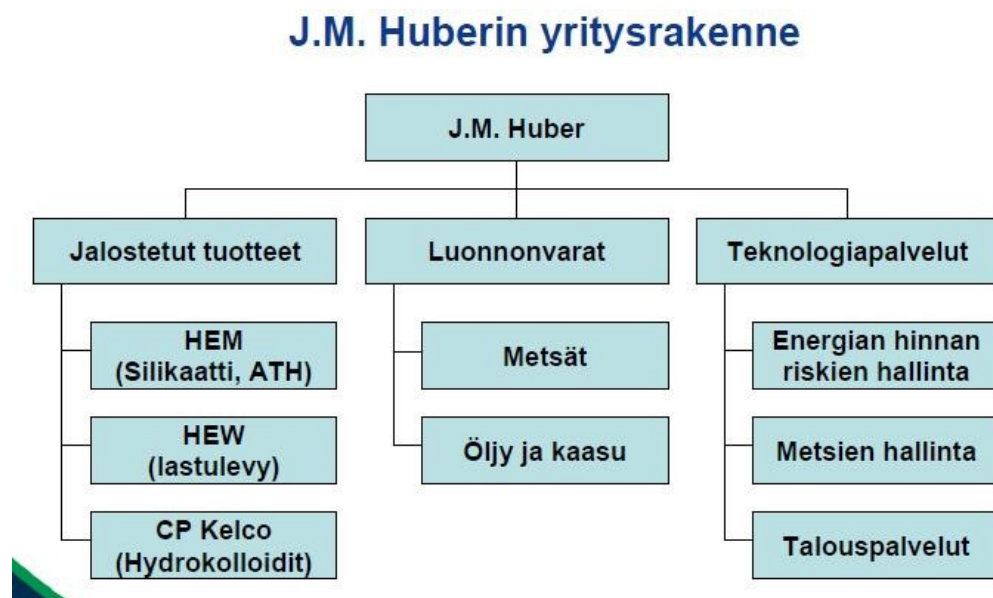 J.M. Huberin yritysrakenne
J.M. Huber
Jalostetut tuotteet
HEM
(Silikaatti, ATH)
HEW
(lastulevy)
CP Kelco
(Hydrokolloidit)
Luonnonvarat
Metsät
Öljy ja kaasu
Teknologiapalvelut
Energian hinnan
riskien hallinta
Metsien hallinta
Talouspalvelut